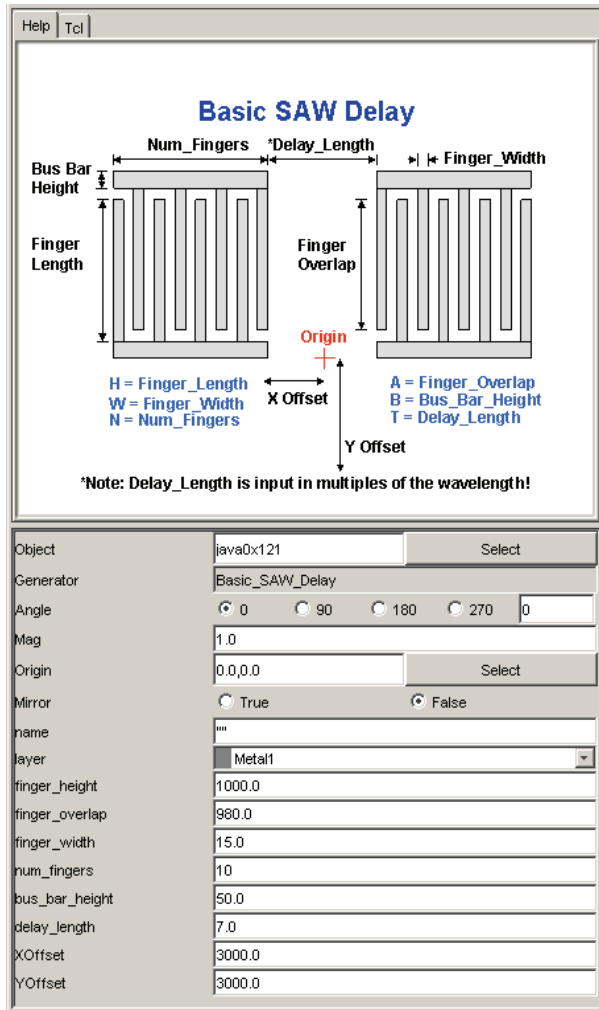 Help Tcl
Basic SAW Delay
Num_Fingers *Delay_Length
Finger_Width
Bus Bar
Height
Finger
Length
Finger
Overlap
Origin
H = Finger_Length
W = Finger_Width
N = Num_Fingers
X Offset
A = Finger_Overlap
B = Bus_Bar_Height
T = Delay_Length
Y Offset
*Note: Delay_Length is input in multiples of the wavelength!
Object java0x121 Select
Generator Basic_SAW_Delay
Angle 0 90 180 270 0
Mag 1.0
Origin 0.0,0.0 Select
Mirror True False
name ""
layer Metal1
finger_height 1000.0
finger_overlap 980.0
finger_width 15.0
num_fingers 10
bus_bar_height 50.0
delay_length 7.0
XOffset 3000.0
YOffset 3000.0